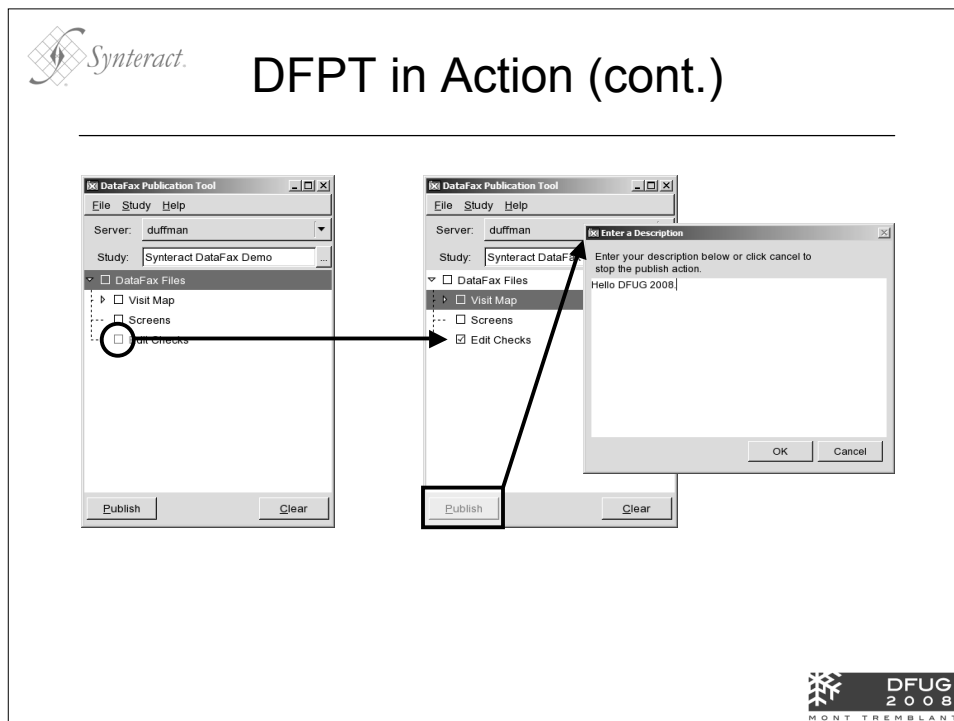 Synteract.
DFPT in Action (cont.)
DataFax Publication Tool
File Study Help
Server: duffman
Study: Synteract DataFax Demo ...
DataFax Files
Visit Map
Screens
Edit Checks
Publish Clear
DataFax Publication Tool
File Study Help
Server: duffman
Study: Synteract DataFax
DataFax Files
Visit Map
Screens
Edit Checks
Publish Clear
Enter a Description
Enter your description below or click cancel to
stop the publish action.
Hello DFUG 2008.
OK Cancel
DFUG
2008
MONT TREMBLANT